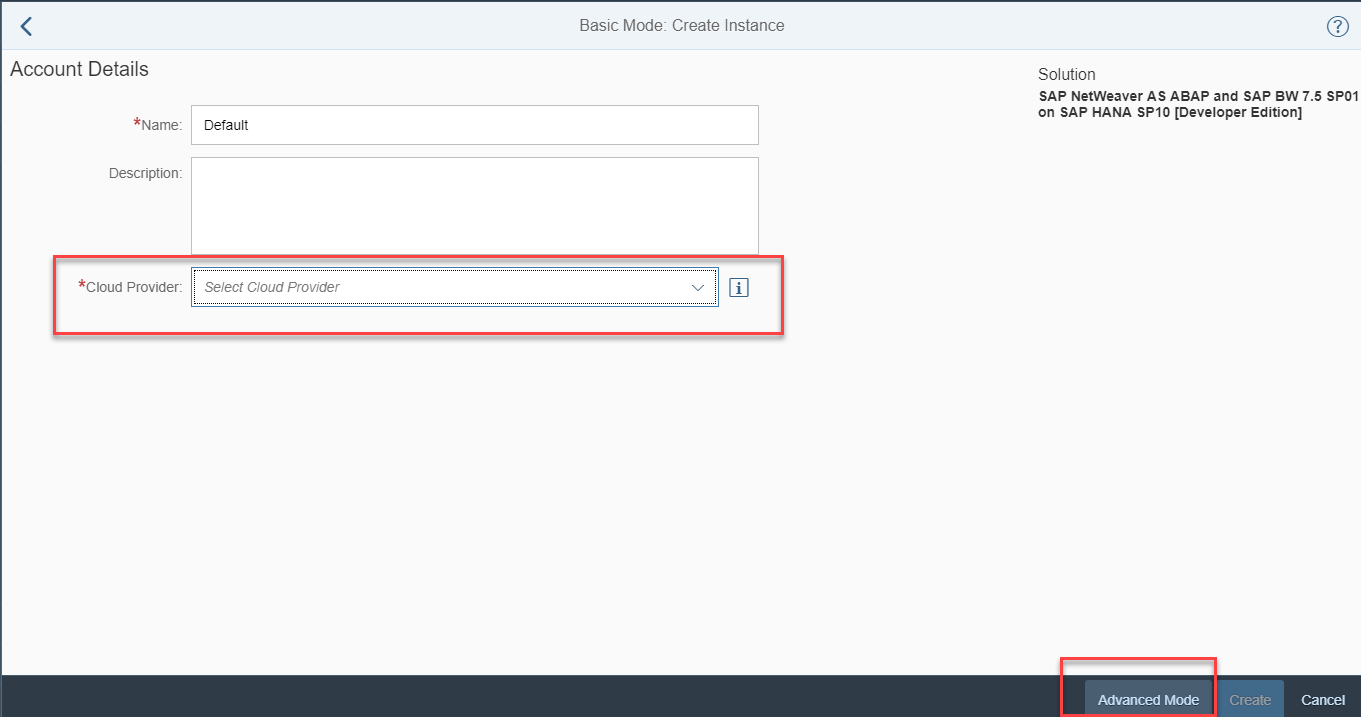 Basic Mode: Create Instance
?
Account Details
Solution
SAP NetWeaver AS ABAP and SAP BW 7.5 SP01
on SAP HANA SP10 [Developer Edition]
*Name: Default
Description:
*Cloud Provider: Select Cloud Provider i
Advanced Mode Create Cancel